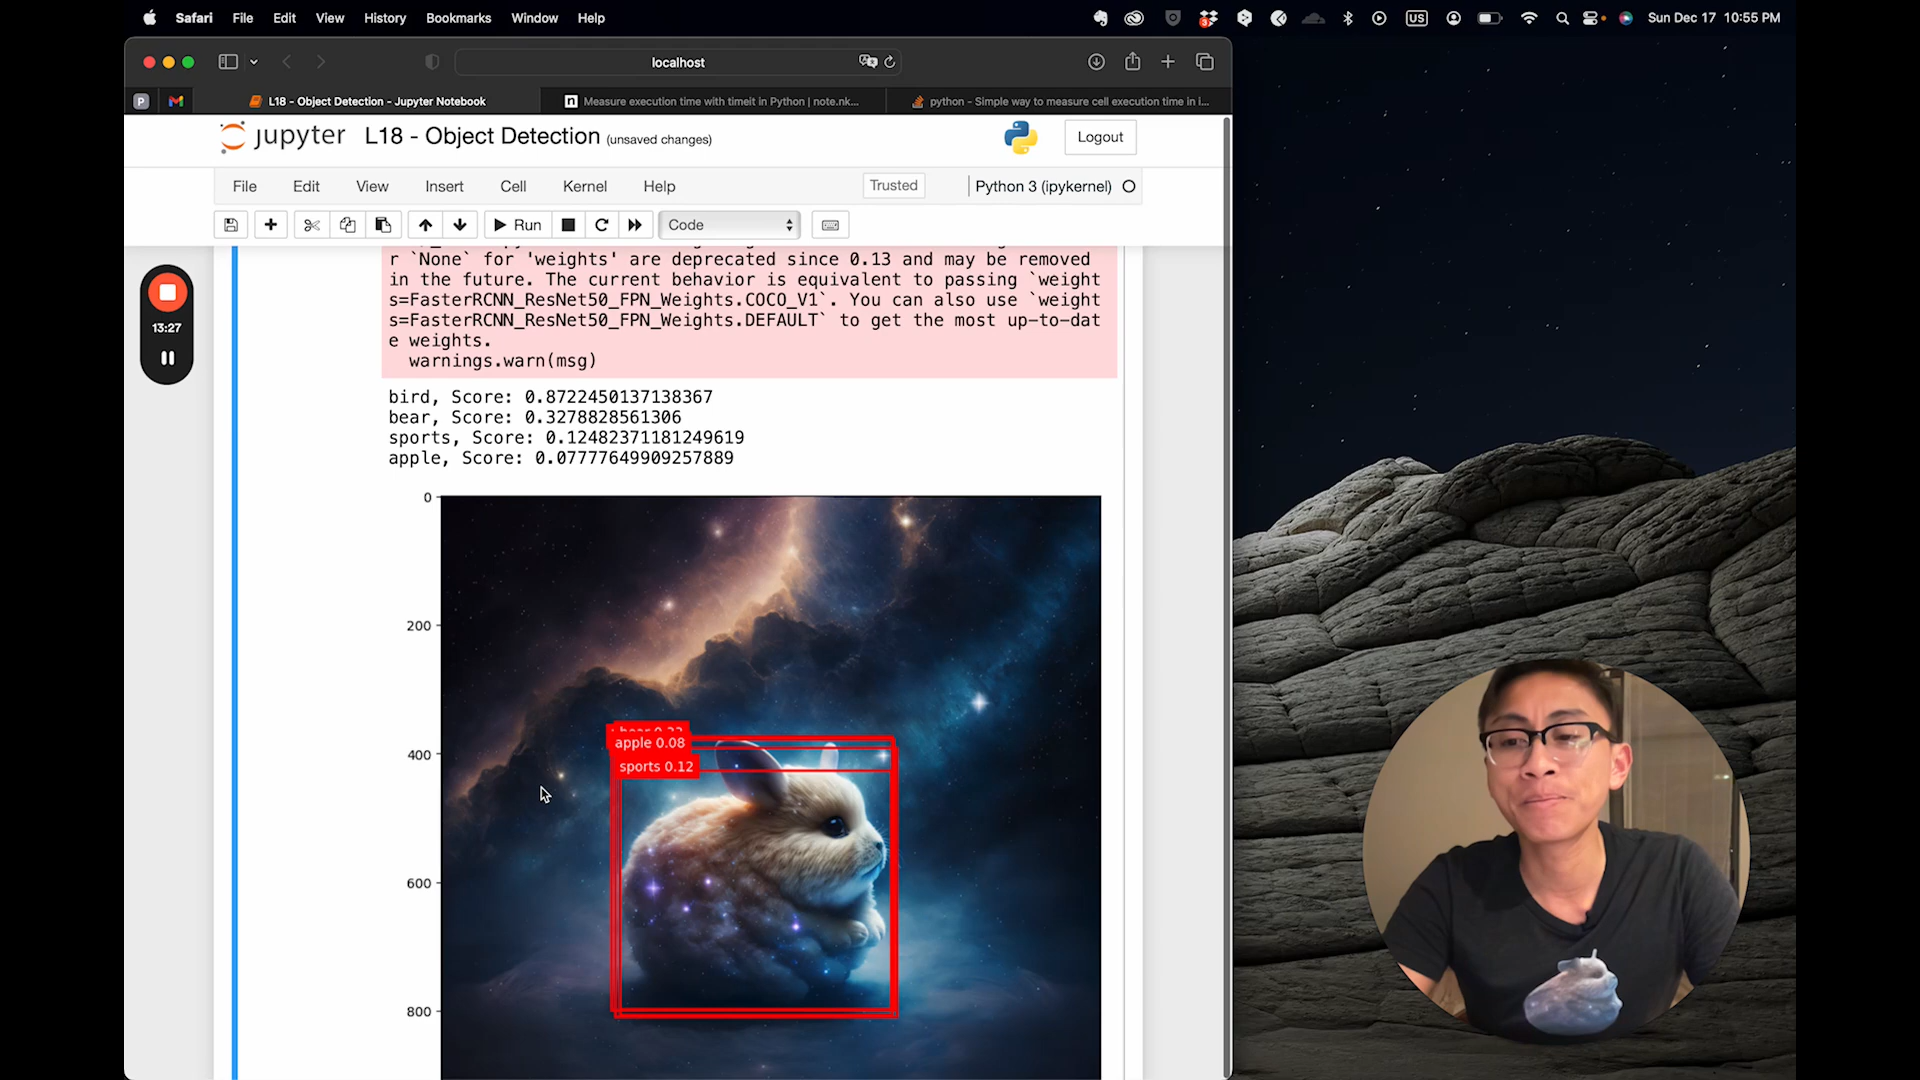 Safari File Edit View History Bookmarks Window Help
3 US Sun Dec 17 10:55 PM
localhost
P L18 - Object Detection - Jupyter Notebook
Measure execution time with timeit in Python | note.nk...
python - Simple way to measure cell execution time in i...
jupyter L18 - Object Detection (unsaved changes)
Logout
File Edit View Insert Cell Kernel Help
Trusted Python 3 (ipykernel)
Run Code
r `None` for 'weights' are deprecated since 0.13 and may be removed
in the future. The current behavior is equivalent to passing `weight
s=FasterRCNN_ResNet50_FPN_Weights.COCO_V1`. You can also use `weight
s=FasterRCNN_ResNet50_FPN_Weights.DEFAULT` to get the most up-to-dat
e weights.
warnings.warn(msg)
13:27
bird, Score: 0.8722450137138367
bear, Score: 0.3278828561306
sports, Score: 0.12482371181249619
apple, Score: 0.07777649909257889
0
200
400
600
800
apple 0.08
sports 0.12